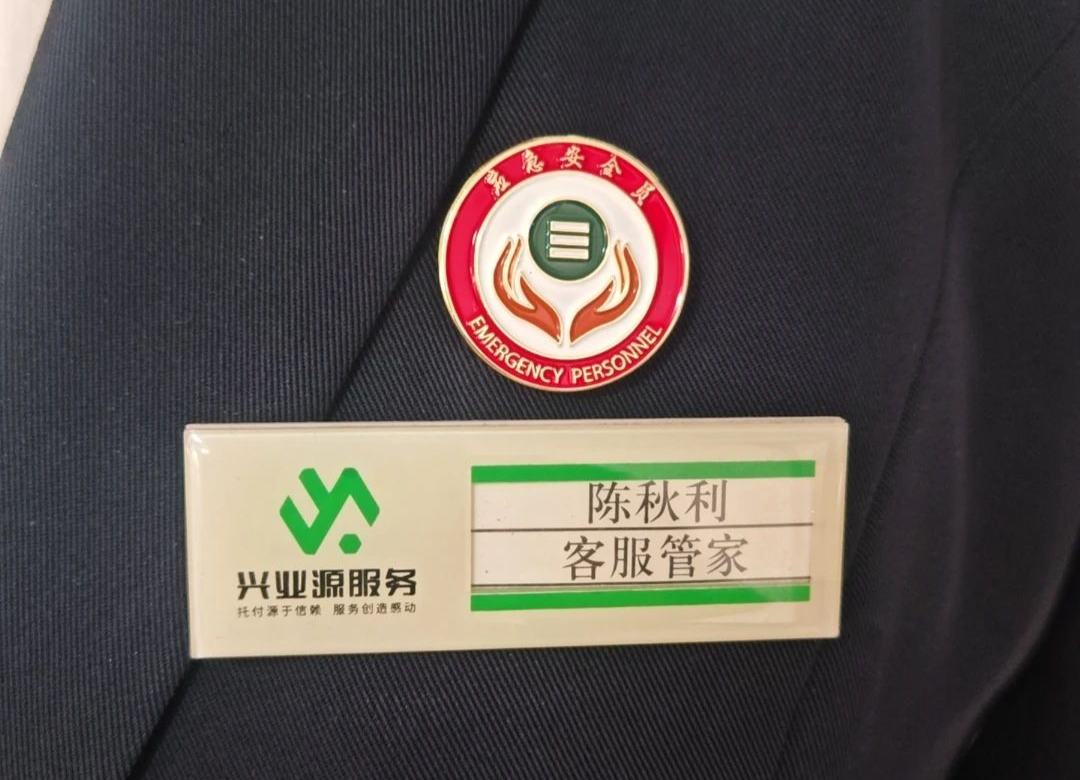 应急安全员
EMERGENCY PERSONNEL
兴业源服务
托付源于信赖 服务创造感动
陈秋利
客服管家